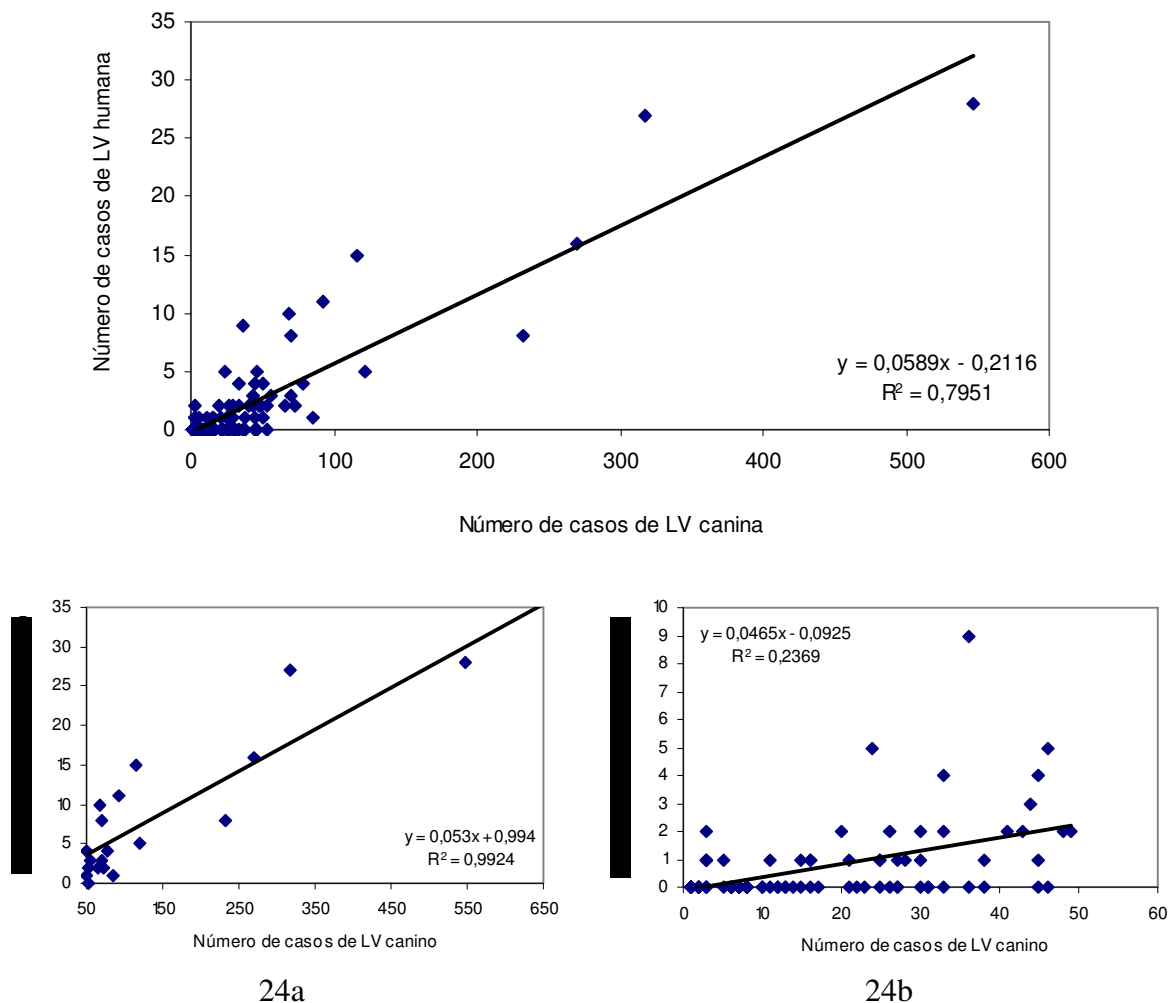 Número de casos de LV humana
35
30
25
20
15
10
5
0
0 100 200 300 400 500 600
y = 0,0589x - 0,2116
R² = 0,7951
Número de casos de LV canina
35
30
25
20
15
10
5
0
50 150 250 350 450 550 650
y = 0,053x + 0,994
R² = 0,9924
Número de casos de LV canino
24a
10
9
8
7
6
5
4
3
2
1
0
0 10 20 30 40 50 60
y = 0,0465x - 0,0925
R² = 0,2369
Número de casos de LV canino
24b